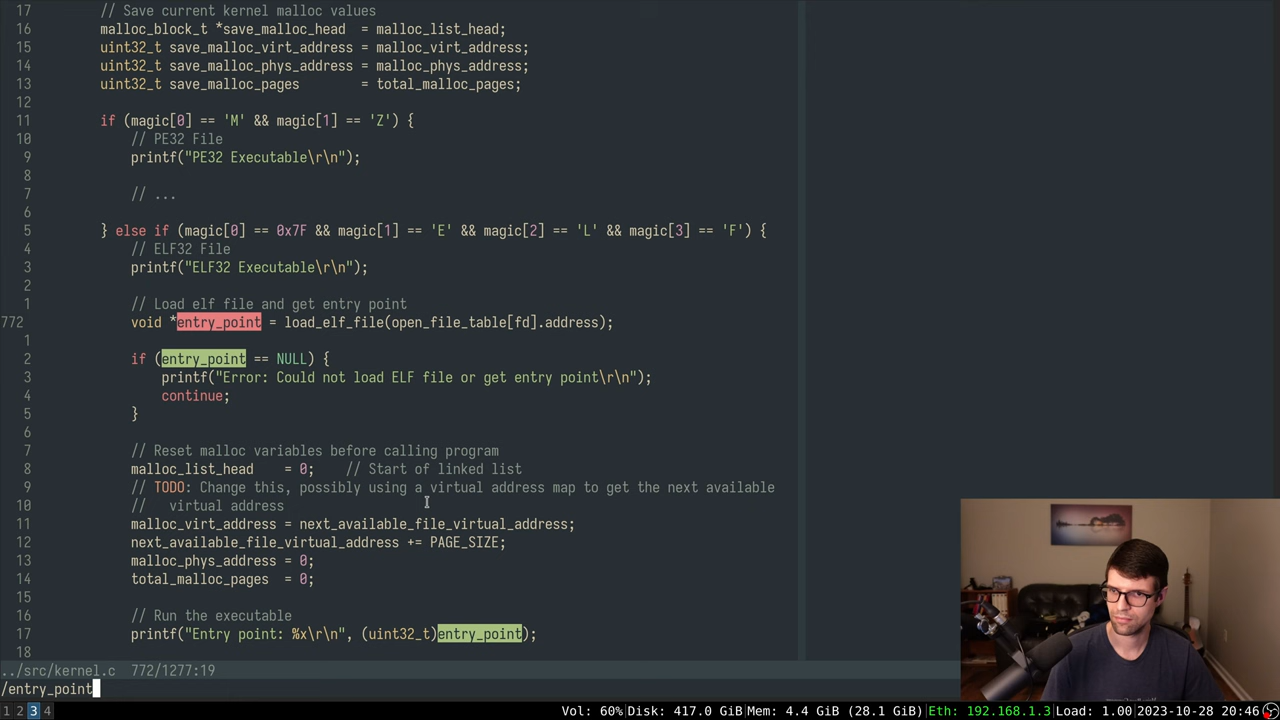 17 // Save current kernel malloc values
16 malloc_block_t *save_malloc_head = malloc_list_head;
15 uint32_t save_malloc_virt_address = malloc_virt_address;
14 uint32_t save_malloc_phys_address = malloc_phys_address;
13 uint32_t save_malloc_pages = total_malloc_pages;
12
11 if (magic[0] == 'M' && magic[1] == 'Z') {
10 // PE32 File
9 printf("PE32 Executable\r\n");
8
7 // ...
6
5 } else if (magic[0] == 0x7F && magic[1] == 'E' && magic[2] == 'L' && magic[3] == 'F') {
4 // ELF32 File
3 printf("ELF32 Executable\r\n");
2
1 // Load elf file and get entry point
772 void *entry_point = load_elf_file(open_file_table[fd].address);
1
2 if (entry_point == NULL) {
3 printf("Error: Could not load ELF file or get entry point\r\n");
4 continue;
5 }
6
7 // Reset malloc variables before calling program
8 malloc_list_head = 0; // Start of linked list
9 // TODO: Change this, possibly using a virtual address map to get the next available
10 // virtual address
11 malloc_virt_address = next_available_file_virtual_address;
12 next_available_file_virtual_address += PAGE_SIZE;
13 malloc_phys_address = 0;
14 total_malloc_pages = 0;
15
16 // Run the executable
17 printf("Entry point: %x\r\n", (uint32_t)entry_point);
18
../src/kernel.c 772/1277:19
/entry_point
1 2 3 4 Vol: 60%|Disk: 417.0 GiB|Mem: 4.4 GiB (28.1 GiB)|Eth: 192.168.1.3|Load: 1.00|2023-10-28 20:46